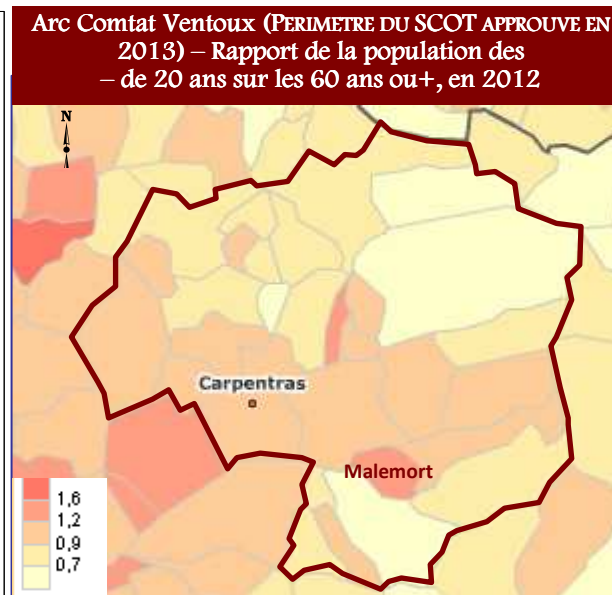 Arc Comtat Ventoux (PERIMETRE DU SCOT APPROUVE EN
2013) – Rapport de la population des
– de 20 ans sur les 60 ans ou+, en 2012
N
Carpentras
Malemort
1,6
1,2
0,9
0,7